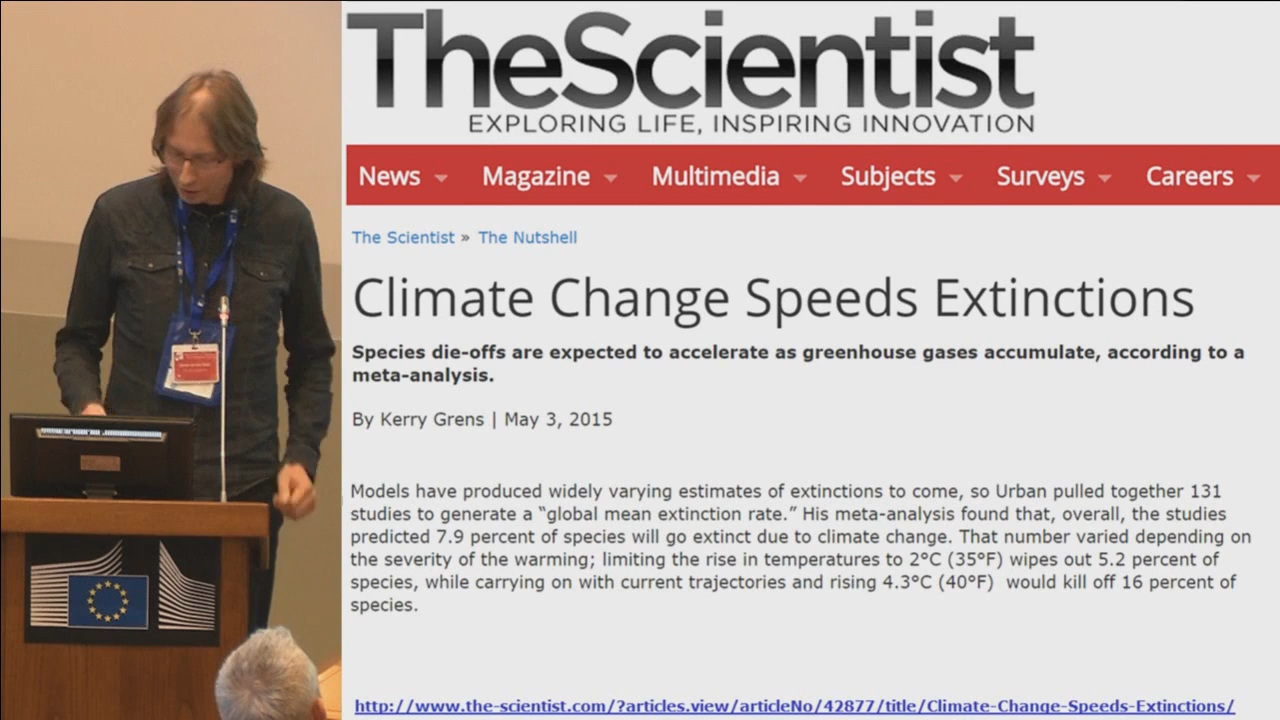 TheScientist
EXPLORING LIFE, INSPIRING INNOVATION
News Magazine Multimedia Subjects Surveys Careers
The Scientist » The Nutshell
Climate Change Speeds Extinctions
Species die-offs are expected to accelerate as greenhouse gases accumulate, according to a
meta-analysis.
By Kerry Grens | May 3, 2015
Models have produced widely varying estimates of extinctions to come, so Urban pulled together 131
studies to generate a “global mean extinction rate.” His meta-analysis found that, overall, the studies
predicted 7.9 percent of species will go extinct due to climate change. That number varied depending on
the severity of the warming; limiting the rise in temperatures to 2°C (35°F) wipes out 5.2 percent of
species, while carrying on with current trajectories and rising 4.3°C (40°F) would kill off 16 percent of
species.
http://www.the-scientist.com/?articles.view/articleNo/42877/title/Climate-Change-Speeds-Extinctions/